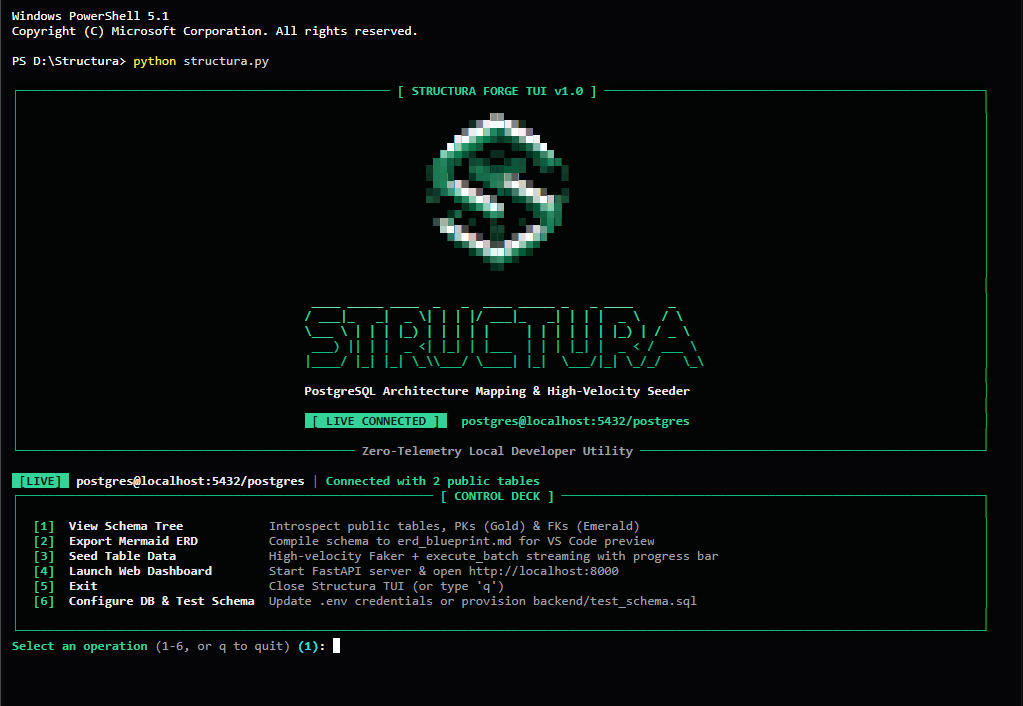 Windows PowerShell 5.1
Copyright (C) Microsoft Corporation. All rights reserved.
PS D:\Structura> python structura.py
[ STRUCTURA FORGE TUI v1.0 ]
STRUCTURA
PostgreSQL Architecture Mapping & High-Velocity Seeder
[ LIVE CONNECTED ] postgres@localhost:5432/postgres
Zero-Telemetry Local Developer Utility
[LIVE] postgres@localhost:5432/postgres | Connected with 2 public tables
[ CONTROL DECK ]
[1] View Schema Tree Introspect public tables, PKs (Gold) & FKs (Emerald)
[2] Export Mermaid ERD Compile schema to erd_blueprint.md for VS Code preview
[3] Seed Table Data High-velocity Faker + execute_batch streaming with progress bar
[4] Launch Web Dashboard Start FastAPI server & open http://localhost:8000
[5] Exit Close Structura TUI (or type 'q')
[6] Configure DB & Test Schema Update .env credentials or provision backend/test_schema.sql
Select an operation (1-6, or q to quit) (1):